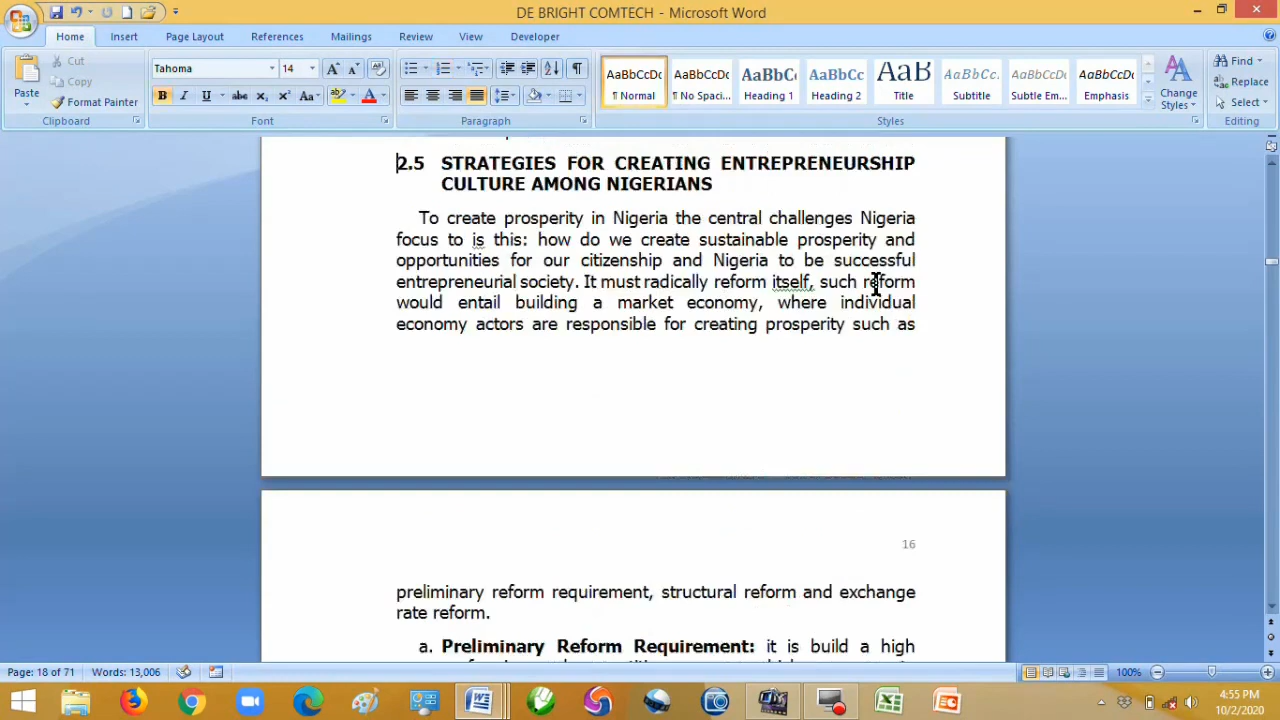 DE BRIGHT COMTECH - Microsoft Word
Home Insert Page Layout References Mailings Review View Developer
Paste
Cut
Copy
Format Painter
Clipboard
Tahoma 14
B I U abc x₂ x² Aa
Font
Paragraph
AaBbCcDc AaBbCcDc AaBbC AaBbCc AaB AaBbCc. AaBbCcDc AaBbCcDc
¶ Normal ¶ No Spaci... Heading 1 Heading 2 Title Subtitle Subtle Em... Emphasis
Styles
Change Styles
Find
Replace
Select
Editing
2.5 STRATEGIES FOR CREATING ENTREPRENEURSHIP
CULTURE AMONG NIGERIANS
To create prosperity in Nigeria the central challenges Nigeria
focus to is this: how do we create sustainable prosperity and
opportunities for our citizenship and Nigeria to be successful
entrepreneurial society. It must radically reform itself, such reform
would entail building a market economy, where individual
economy actors are responsible for creating prosperity such as
16
preliminary reform requirement, structural reform and exchange
rate reform.
a. Preliminary Reform Requirement: it is build a high
Page: 18 of 71 Words: 13,006 100%
4:55 PM
10/2/2020